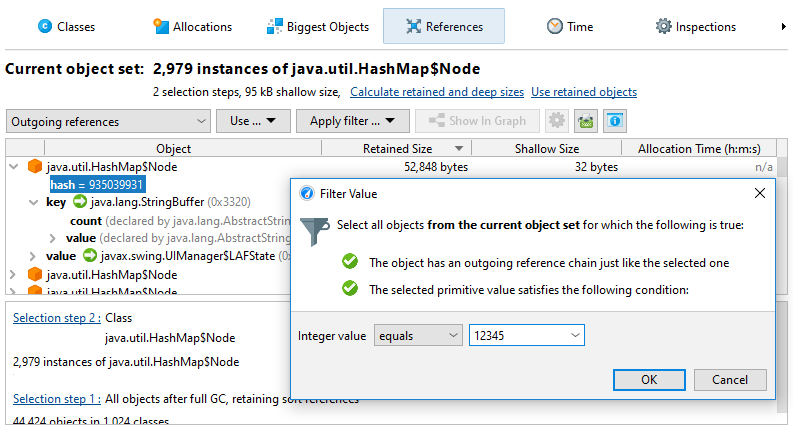 Classes Allocations Biggest Objects References Time Inspections
Current object set: 2,979 instances of java.util.HashMap$Node
2 selection steps, 95 kB shallow size, Calculate retained and deep sizes Use retained objects
Outgoing references Use ... Apply filter ... Show In Graph
Object Retained Size Shallow Size Allocation Time (h:m:s)
java.util.HashMap$Node 52,848 bytes 32 bytes n/a
hash = 935039931
key java.lang.StringBuffer (0x3320)
count (declared by java.lang.AbstractString
value (declared by java.lang.AbstractString
value javax.swing.UIManager$LAFState (0x
java.util.HashMap$Node
java.util.HashMap$Node
Filter Value
Select all objects from the current object set for which the following is true:
The object has an outgoing reference chain just like the selected one
The selected primitive value satisfies the following condition:
Integer value equals 12345
OK Cancel
Selection step 2 : Class
java.util.HashMap$Node
2,979 instances of java.util.HashMap$Node
Selection step 1 : All objects after full GC, retaining soft references
44,424 objects in 1,024 classes